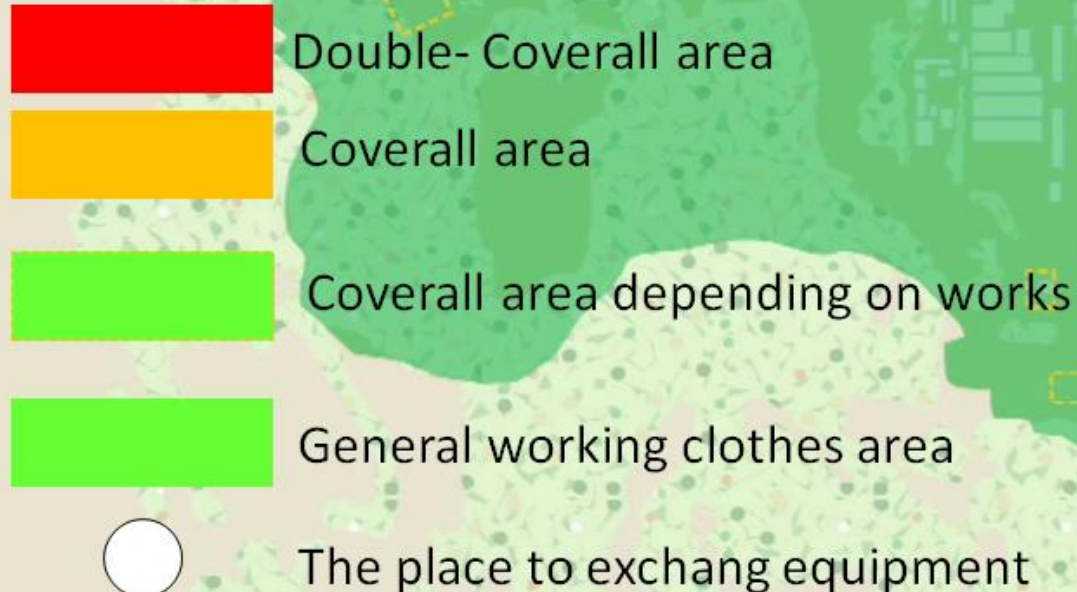 Double- Coverall area
Coverall area
Coverall area depending on works
General working clothes area
The place to exchang equipment